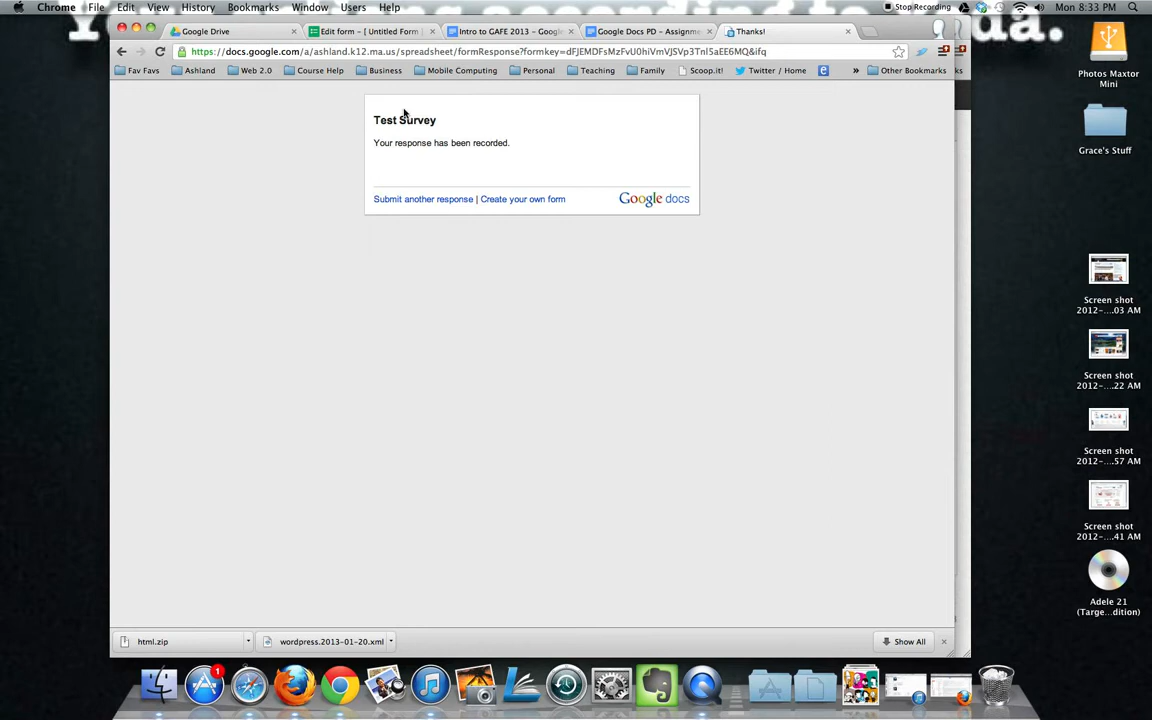 Chrome File Edit View History Bookmarks Window Users Help
Stop Recording Mon 8:33 PM
Google Drive
Edit form - [ Untitled Form ]
Intro to GAFE 2013 - Google
Google Docs PD - Assignme
Thanks!
https://docs.google.com/a/ashland.k12.ma.us/spreadsheet/formResponse?formkey=dFJEMDFsMzFvU0hiVmVJSVp3Tnl5aEE6MQ&ifq
Fav Favs Ashland Web 2.0 Course Help Business Mobile Computing Personal Teaching Family Scoop.it! Twitter / Home » Other Bookmarks
ks
Test Survey
Your response has been recorded.
Submit another response | Create your own form
Google docs
Photos Maxtor
Mini
Grace's Stuff
Screen shot
2012-....03 AM
Screen shot
2012-....22 AM
Screen shot
2012-....57 AM
Screen shot
2012-....41 AM
Adele 21
(Targe...dition)
html.zip
wordpress.2013-01-20.xml
Show All
1